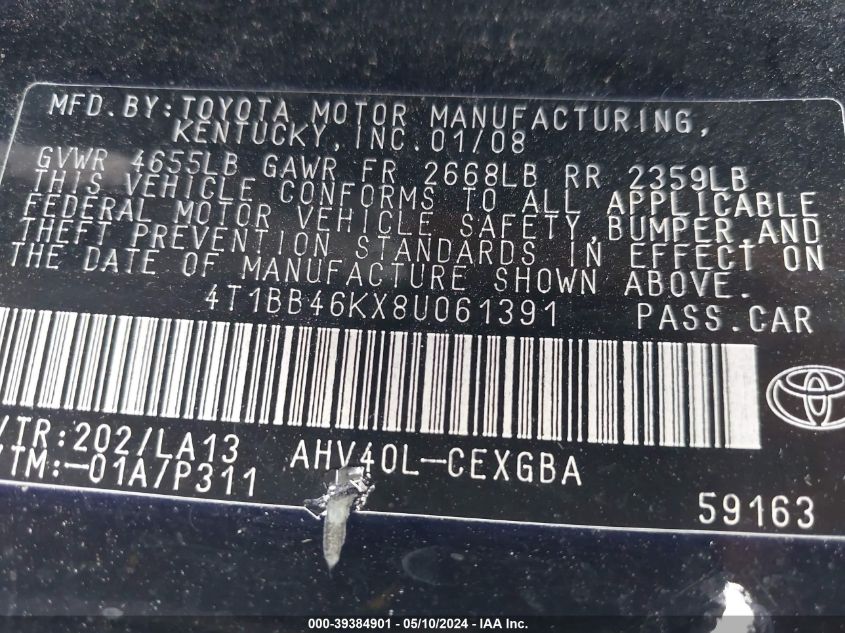 MFD. BY: TOYOTA MOTOR MANUFACTURING,
KENTUCKY, INC. 01/08
GVWR 4655LB GAWR FR 2668LB RR 2359LB
THIS VEHICLE CONFORMS TO ALL APPLICABLE
FEDERAL MOTOR VEHICLE SAFETY, BUMPER AND
THEFT PREVENTION STANDARDS IN EFFECT ON
THE DATE OF MANUFACTURE SHOWN ABOVE.
4T1BB46KX8U061391 PASS.CAR
/TR:202/LA13 AHV40L-CEXGBA
/TM:-01A/P311
59163
000-39384901 - 05/10/2024 - CEA Inc.